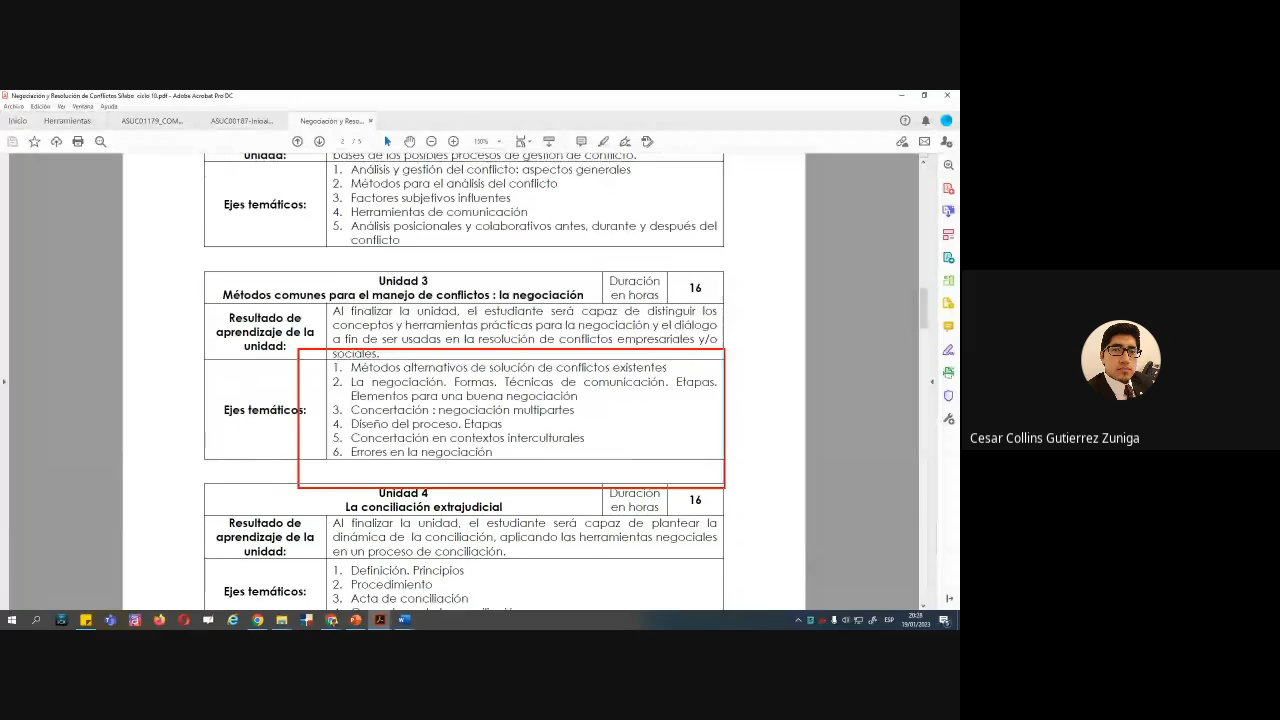 Negociación y Resolución de Conflictos Sílabo ciclo 10.pdf - Adobe Acrobat Pro DC
Archivo Edición Ver Ventana Ayuda
Inicio Herramientas ASUC01179_COM... ASUC00187-Inicial... Negociación y Reso... ×
2 / 5 150%
unidad: bases de los posibles procesos de gestión de conflicto.
1. Análisis y gestión del conflicto: aspectos generales
2. Métodos para el análisis del conflicto
3. Factores subjetivos influentes
Ejes temáticos:
4. Herramientas de comunicación
5. Análisis posicionales y colaborativos antes, durante y después del
conflicto
Unidad 3
Métodos comunes para el manejo de conflictos : la negociación
Duración
en horas
16
Resultado de
aprendizaje de la
unidad:
Al finalizar la unidad, el estudiante será capaz de distinguir los
conceptos y herramientas prácticas para la negociación y el diálogo
a fin de ser usadas en la resolución de conflictos empresariales y/o
sociales.
Ejes temáticos:
1. Métodos alternativos de solución de conflictos existentes
2. La negociación. Formas. Técnicas de comunicación. Etapas.
Elementos para una buena negociación
3. Concertación : negociación multipartes
4. Diseño del proceso. Etapas
5. Concertación en contextos interculturales
6. Errores en la negociación
Unidad 4
La conciliación extrajudicial
Duración
en horas
16
Resultado de
aprendizaje de la
unidad:
Al finalizar la unidad, el estudiante será capaz de plantear la
dinámica de la conciliación, aplicando las herramientas negociales
en un proceso de conciliación.
Ejes temáticos:
1. Definición. Principios
2. Procedimiento
3. Acta de conciliación
ESP
20:28
19/01/2023
Cesar Collins Gutierrez Zuniga